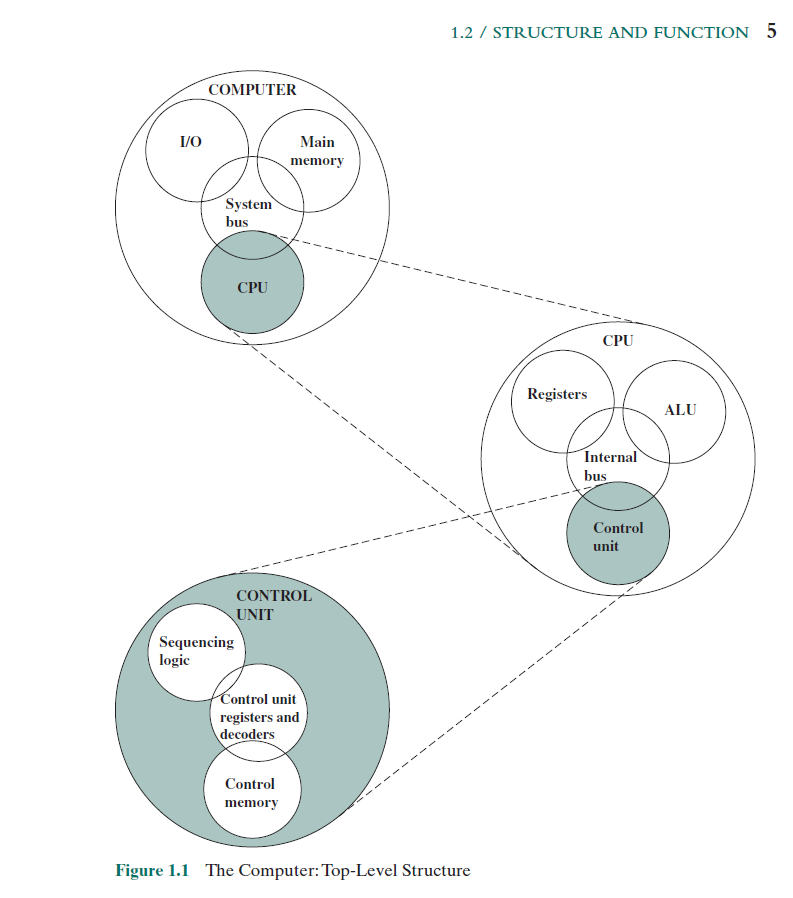 1.2 / STRUCTURE AND FUNCTION 5
COMPUTER
I/O
Main
memory
System
bus
CPU
CPU
Registers
ALU
Internal
bus
Control
unit
CONTROL
UNIT
Sequencing
logic
Control unit
registers and
decoders
Control
memory
Figure 1.1 The Computer: Top-Level Structure